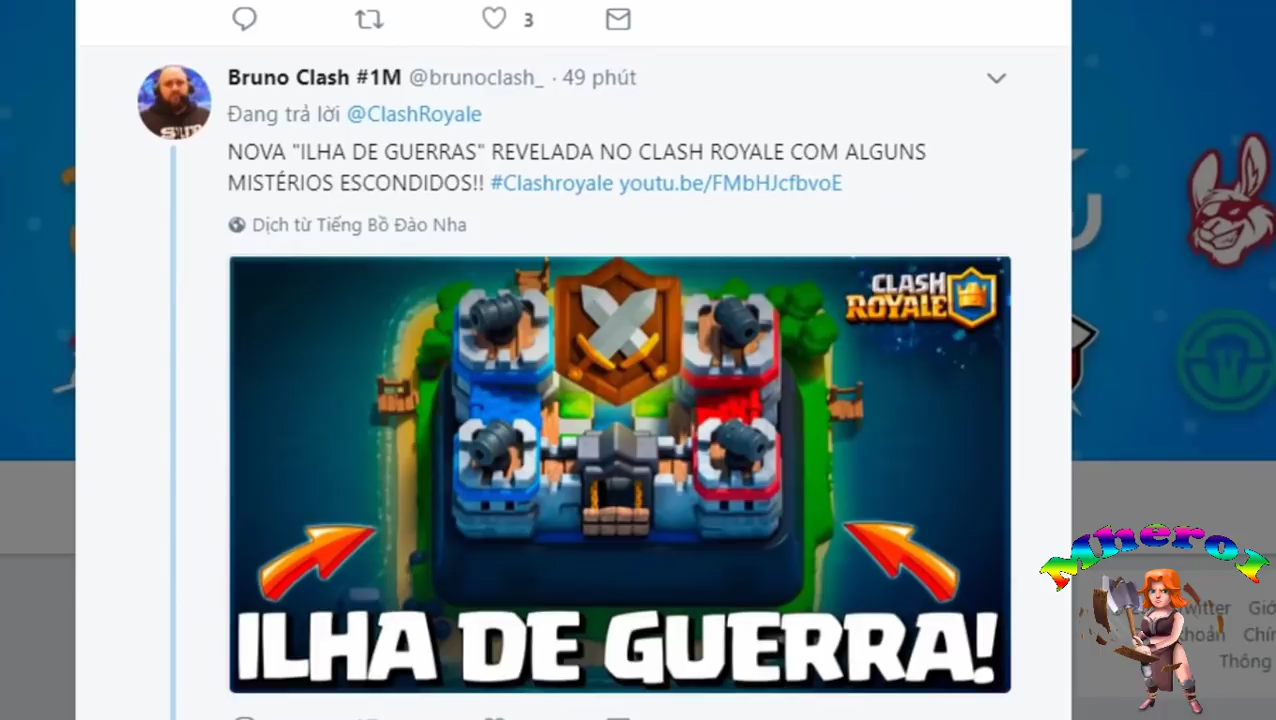 3
Bruno Clash #1M @brunoclash_ · 49 phút
Đang trả lời @ClashRoyale
NOVA "ILHA DE GUERRAS" REVELADA NO CLASH ROYALE COM ALGUNS
MISTÉRIOS ESCONDIDOS!! #Clashroyale youtu.be/FMbHJcfbvoE
Dịch từ Tiếng Bồ Đào Nha
CLASH
ROYALE
ILHA DE GUERRA!
Twitter Giớ
khoản Chín
Thông